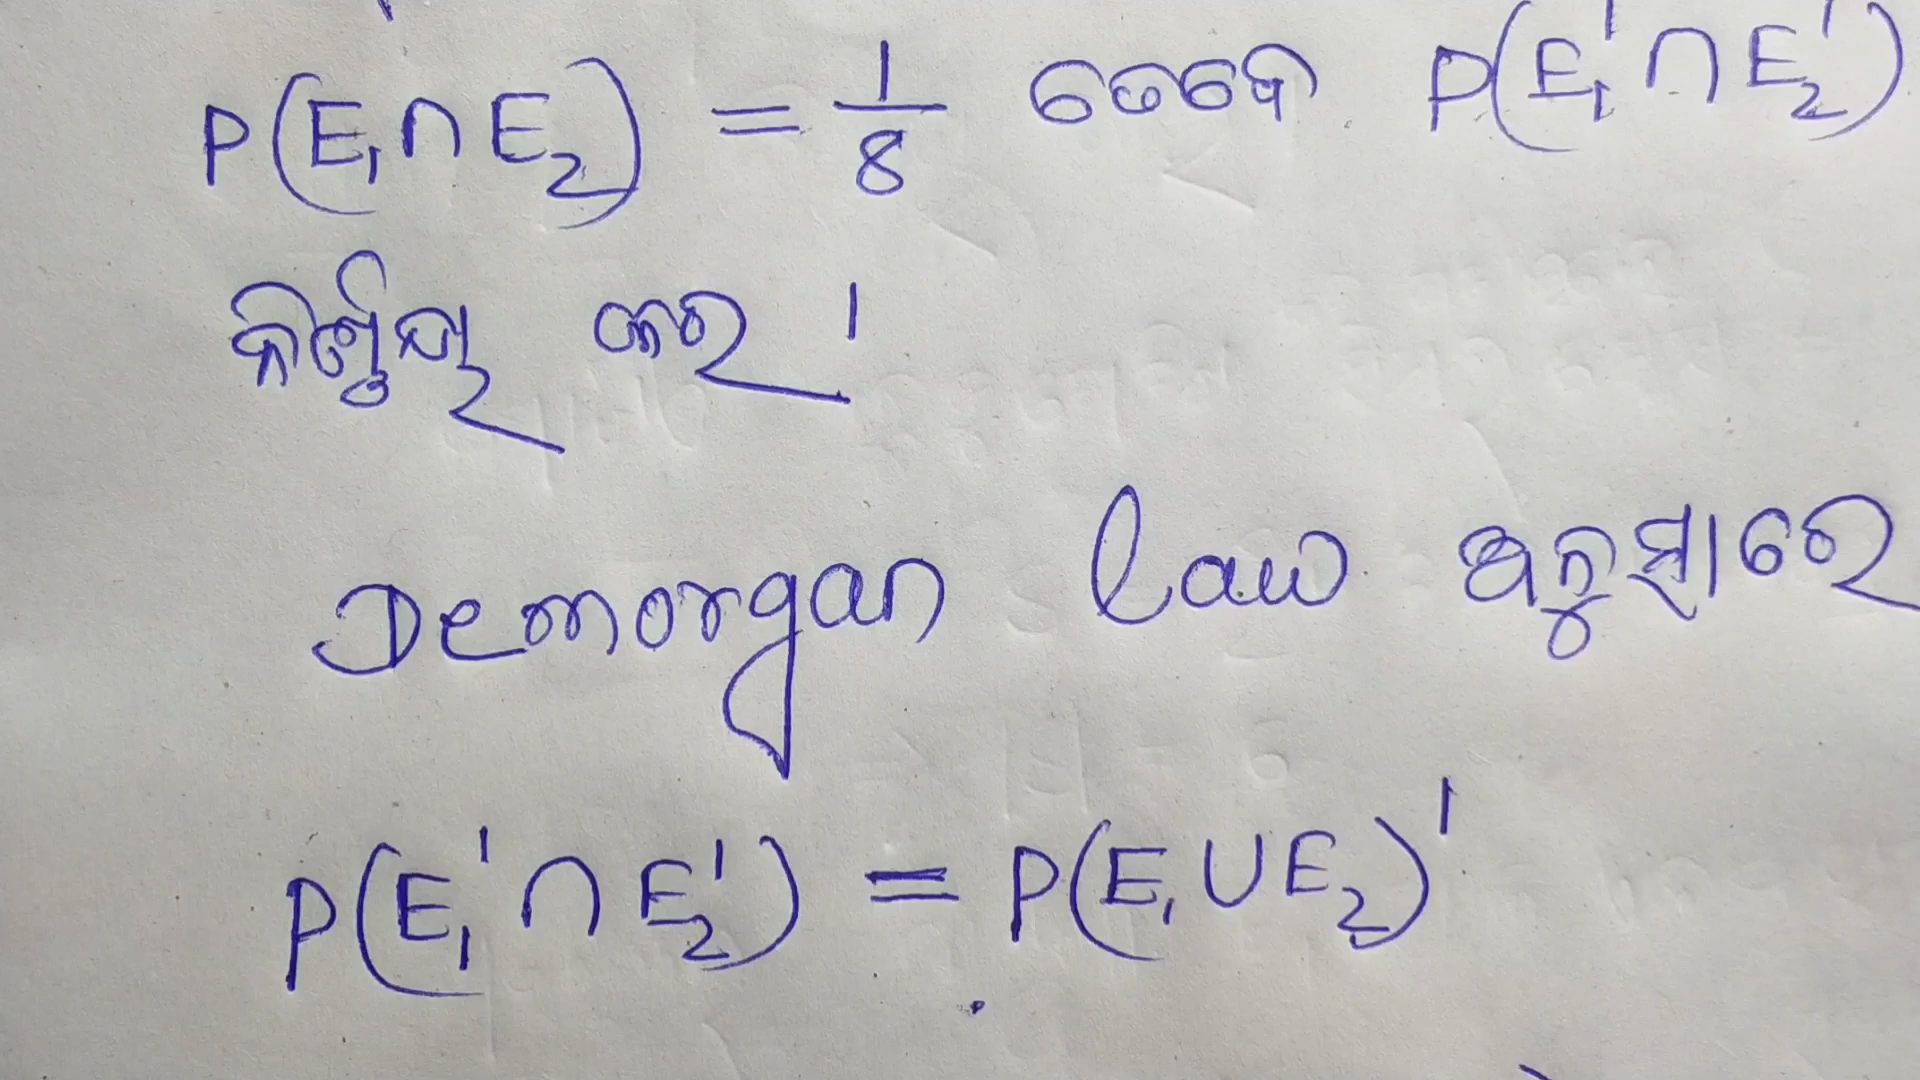 P(E₁∩E₂) = 1/8 ତେବେ P(E₁'∩E₂')
ନିର୍ଣ୍ଣୟ କର ।
Demorgan law ଅନୁସାରେ
P(E₁'∩E₂') = P(E₁∪E₂)'